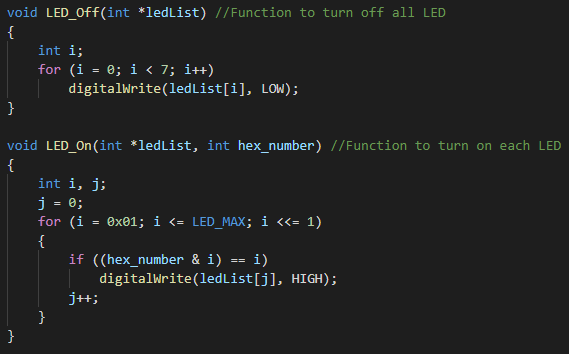 void LED_Off(int *ledList) //Function to turn off all LED
{
    int i;
    for (i = 0; i < 7; i++)
        digitalWrite(ledList[i], LOW);
}

void LED_On(int *ledList, int hex_number) //Function to turn on each LED
{
    int i, j;
    j = 0;
    for (i = 0x01; i <= LED_MAX; i <<= 1)
    {
        if ((hex_number & i) == i)
            digitalWrite(ledList[j], HIGH);
        j++;
    }
}